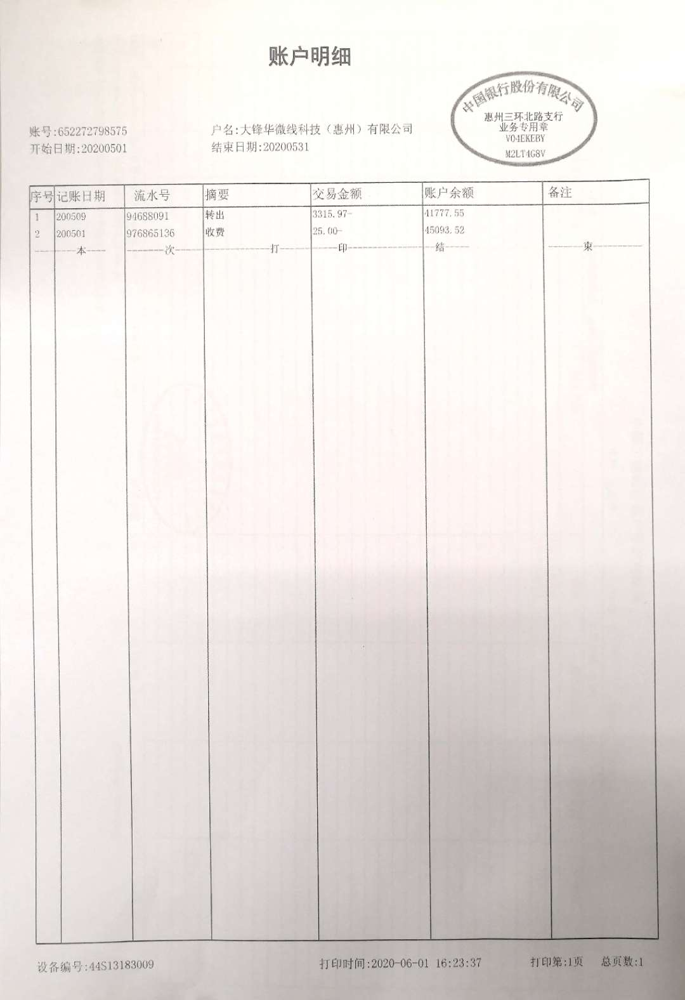 账户明细
中国银行股份有限公司
惠州三环北路支行
业务专用章
V04EKEBY
M2LT4G8V
账号:652272798575 户名:大锋华微线科技（惠州）有限公司
开始日期:20200501 结束日期:20200531
序号 记账日期 流水号 摘要 交易金额 账户余额 备注
1 200509 94688091 转出 3315.97- 41777.55
2 200501 976865136 收费 25.00- 45093.52
----------本---- -------次--------------------打----------印---------------结----- --------束----------
设备编号:44S13183009 打印时间:2020-06-01 16:23:37 打印第:1页 总页数:1